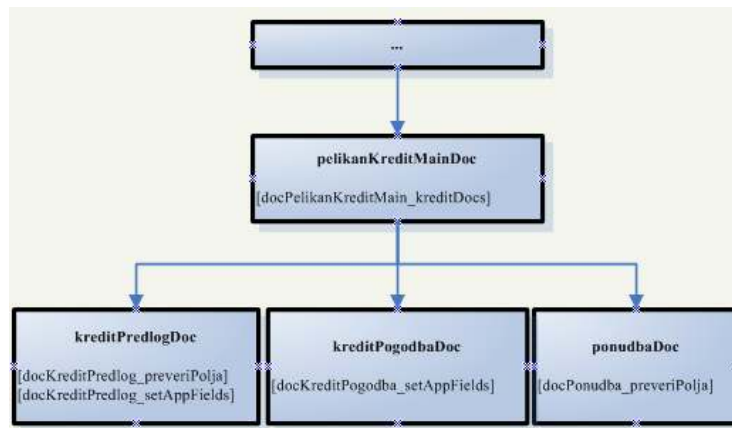 ...
pelikanKreditMainDoc
[docPelikanKreditMain_kreditDocs]
kreditPredlogDoc
[docKreditPredlog_preveriPolja]
[docKreditPredlog_setAppFields]
kreditPogodbaDoc
[docKreditPogodba_setAppFields]
ponudbaDoc
[docPonudba_preveriPolja]